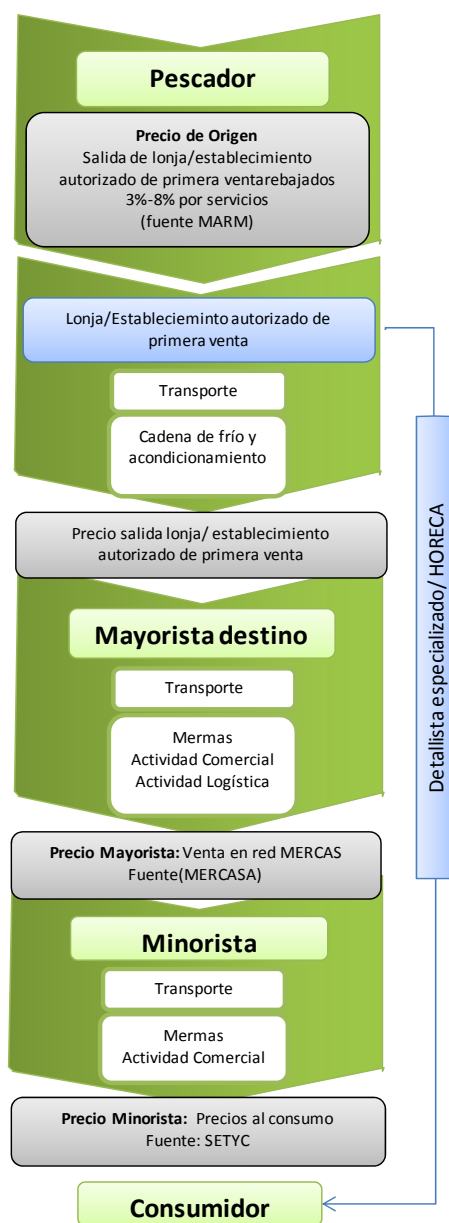 Pescador
Precio de Origen
Salida de lonja/establecimiento
autorizado de primera ventarebajados
3%-8% por servicios
(fuente MARM)
Lonja/Establecieminto autorizado de
primera venta
Transporte
Cadena de frío y
acondicionamiento
Precio salida lonja/ establecimiento
autorizado de primera venta
Mayorista destino
Transporte
Mermas
Actividad Comercial
Actividad Logística
Precio Mayorista: Venta en red MERCAS
Fuente(MERCASA)
Minorista
Transporte
Mermas
Actividad Comercial
Precio Minorista: Precios al consumo
Fuente: SETYC
Consumidor
Detallista especializado/ HORECA